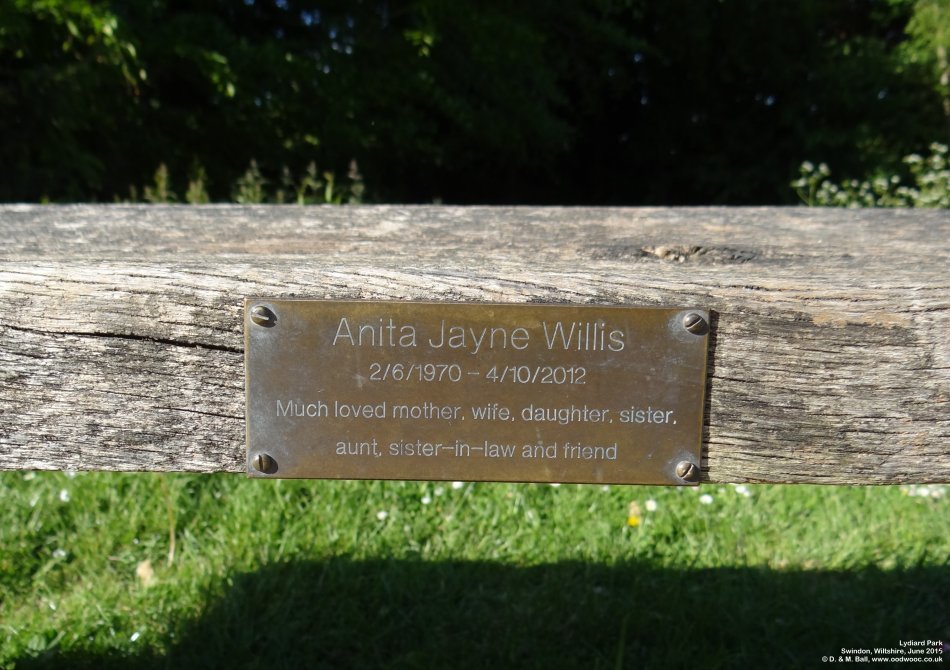 Anita Jayne Willis
2/6/1970 - 4/10/2012
Much loved mother, wife, daughter, sister,
aunt, sister-in-law and friend
Lydiard Park
Swindon, Wiltshire, June 2015
© D. & M. Ball, www.oodwooc.co.uk